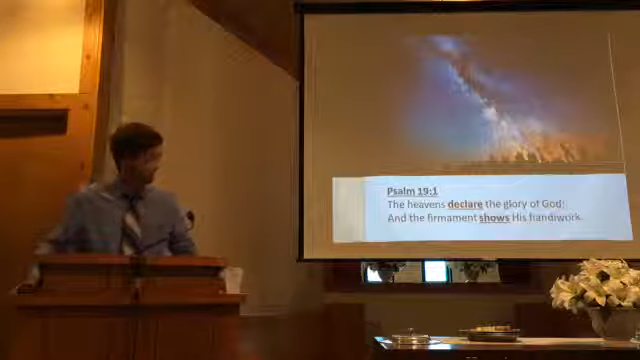 Psalm 19:1
The heavens declare the glory of God;
And the firmament shows His handiwork.